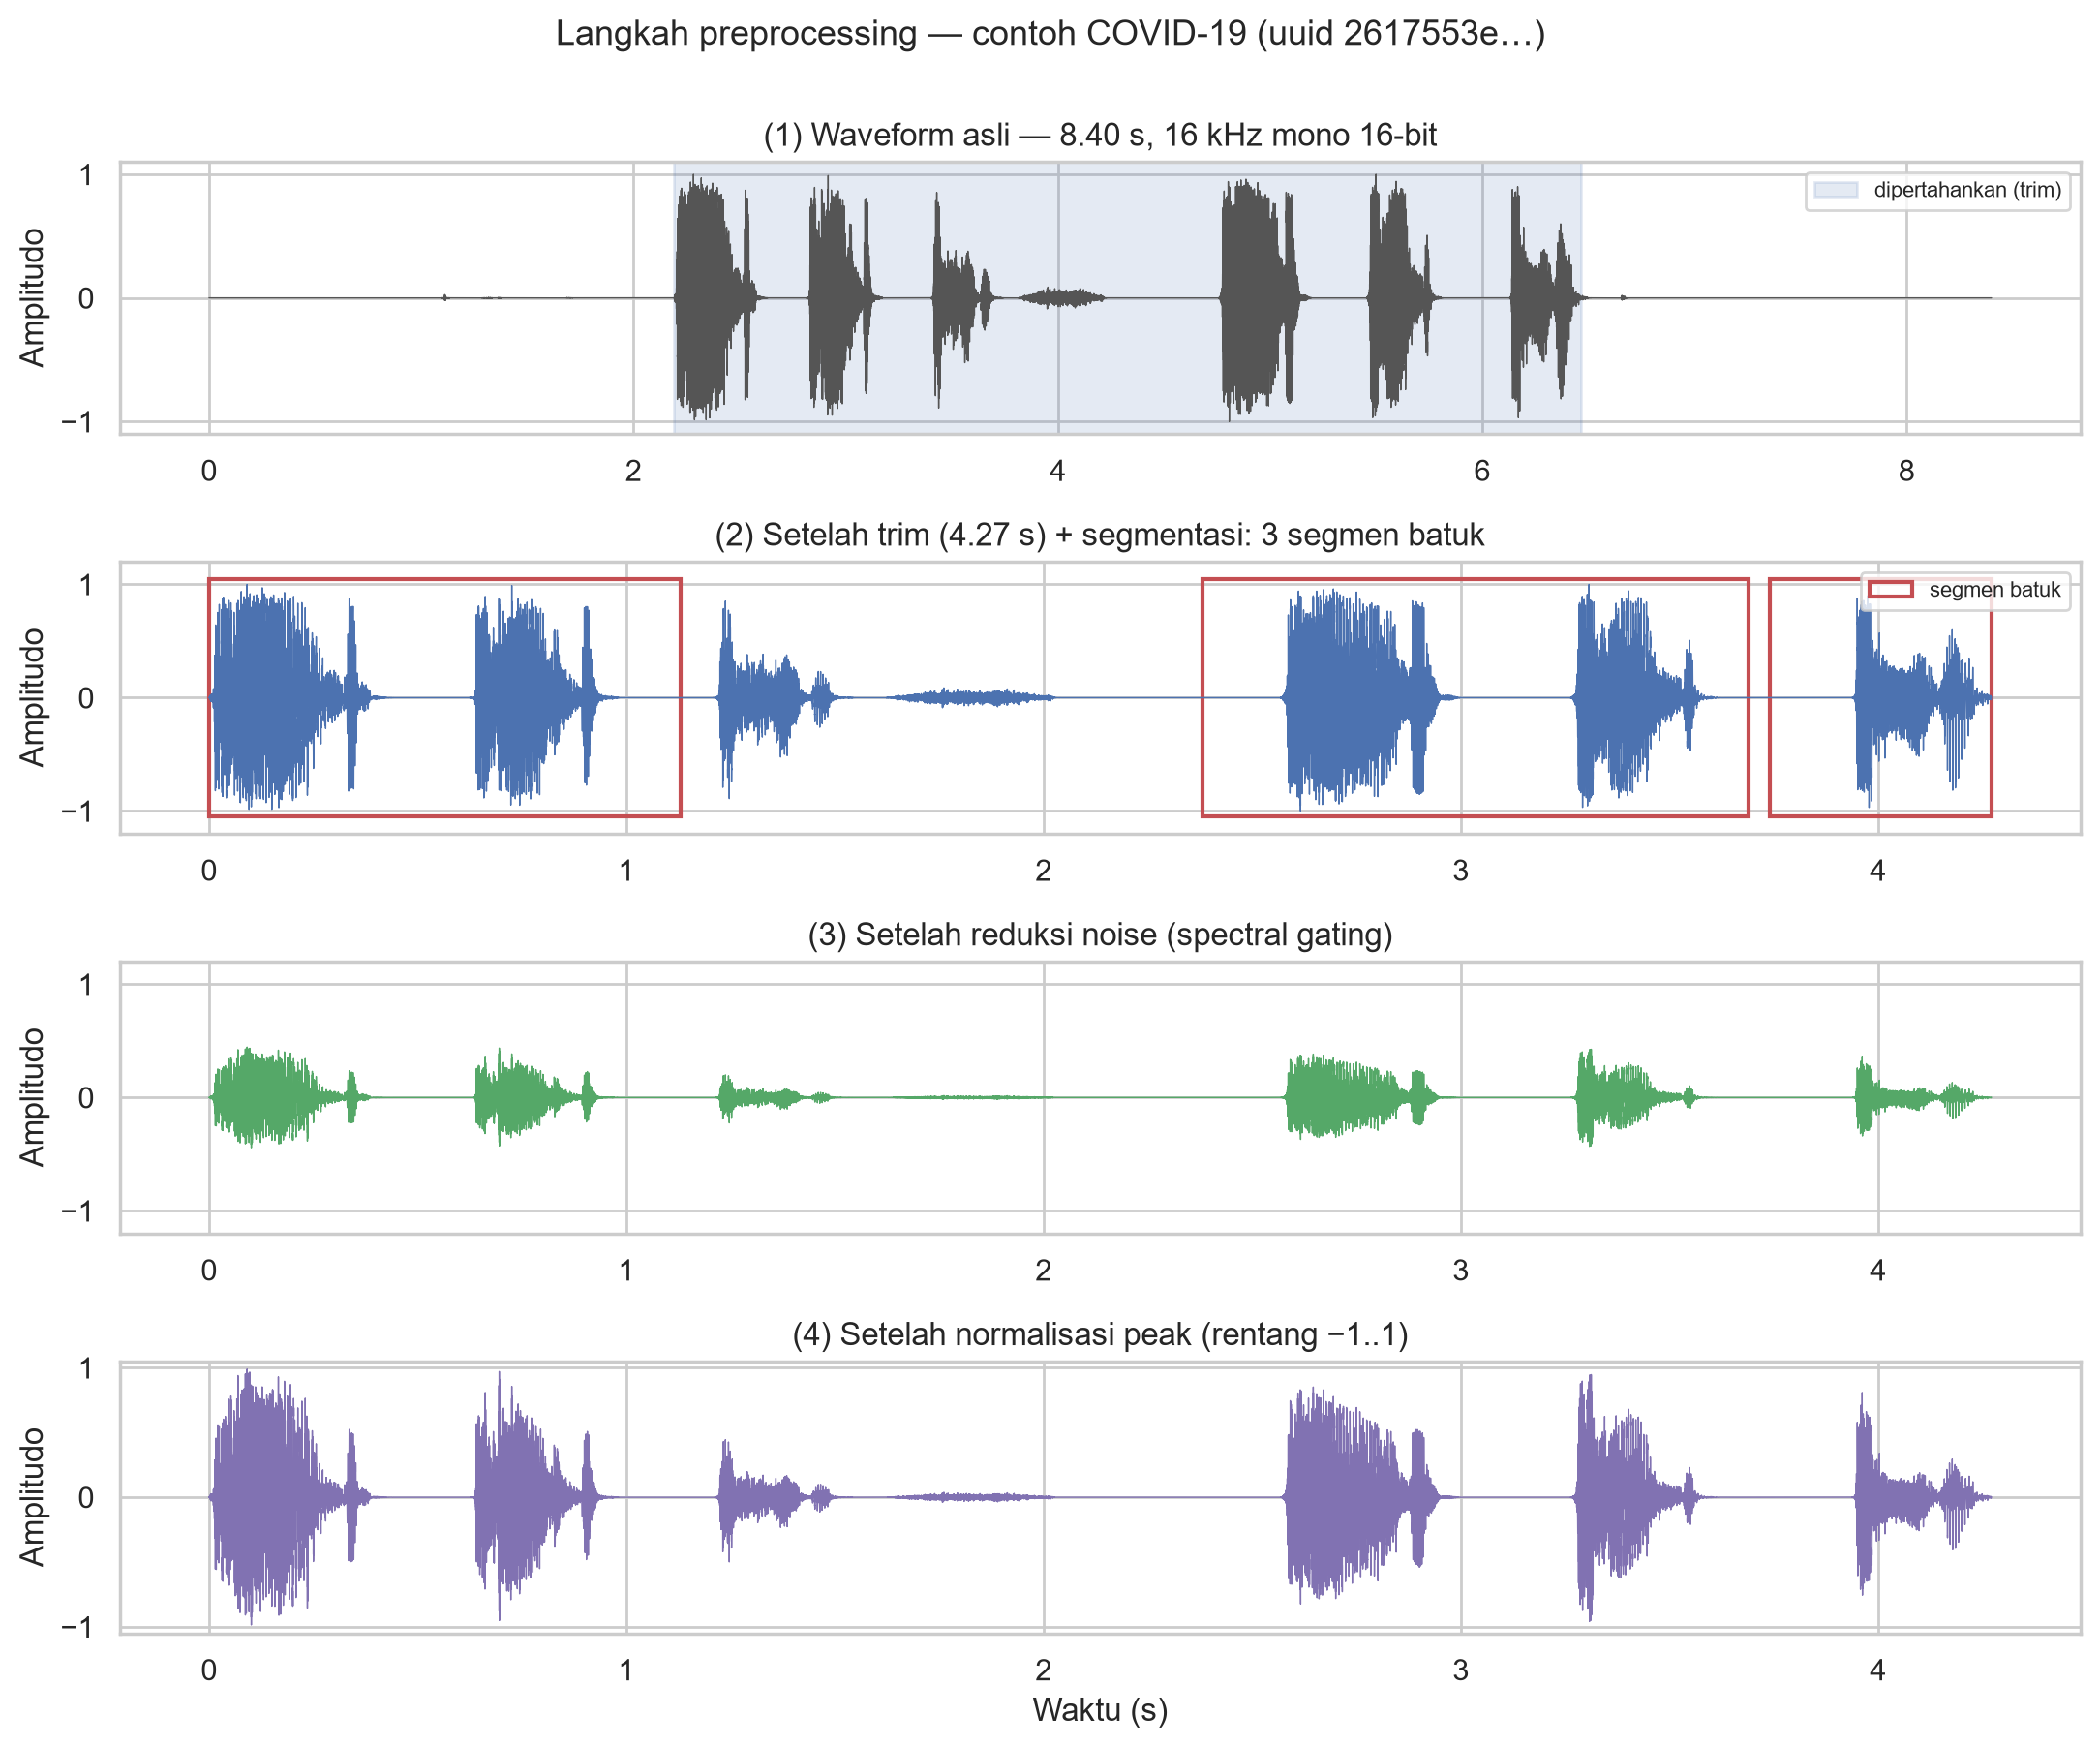 Langkah preprocessing — contoh COVID-19 (uuid 2617553e…)
(1) Waveform asli — 8.40 s, 16 kHz mono 16-bit
dipertahankan (trim)
Amplitudo
1
0
−1
0 2 4 6 8
(2) Setelah trim (4.27 s) + segmentasi: 3 segmen batuk
segmen batuk
Amplitudo
1
0
−1
0 1 2 3 4
(3) Setelah reduksi noise (spectral gating)
Amplitudo
1
0
−1
0 1 2 3 4
(4) Setelah normalisasi peak (rentang −1..1)
Amplitudo
1
0
−1
0 1 2 3 4
Waktu (s)